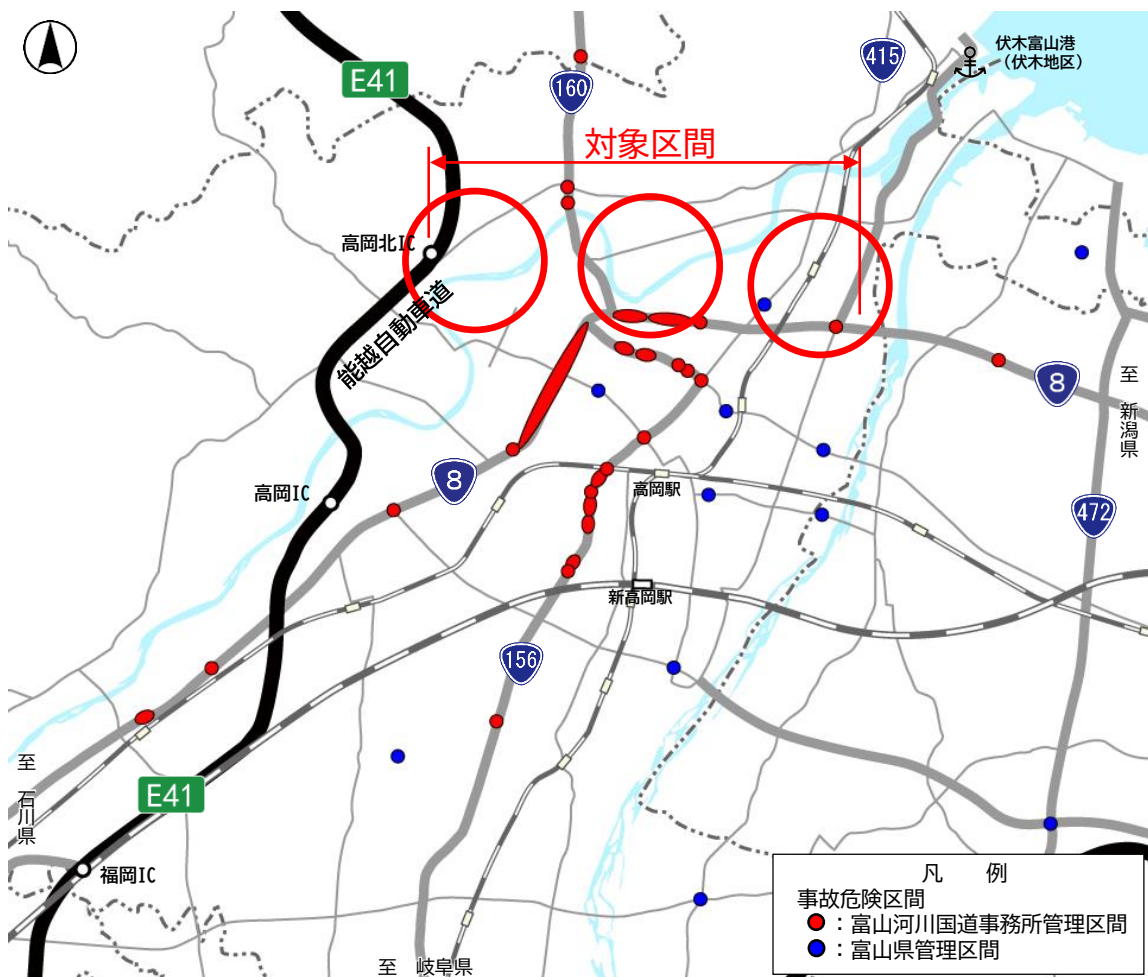 伏木富山港
（伏木地区）
415
E41
160
対象区間
高岡北IC
能越自動車道
8
至 新潟県
8
高岡駅
高岡IC
472
新高岡駅
156
至 石川県
E41
福岡IC
凡 例
事故危険区間
：富山河川国道事務所管理区間
：富山県管理区間
至 岐阜県